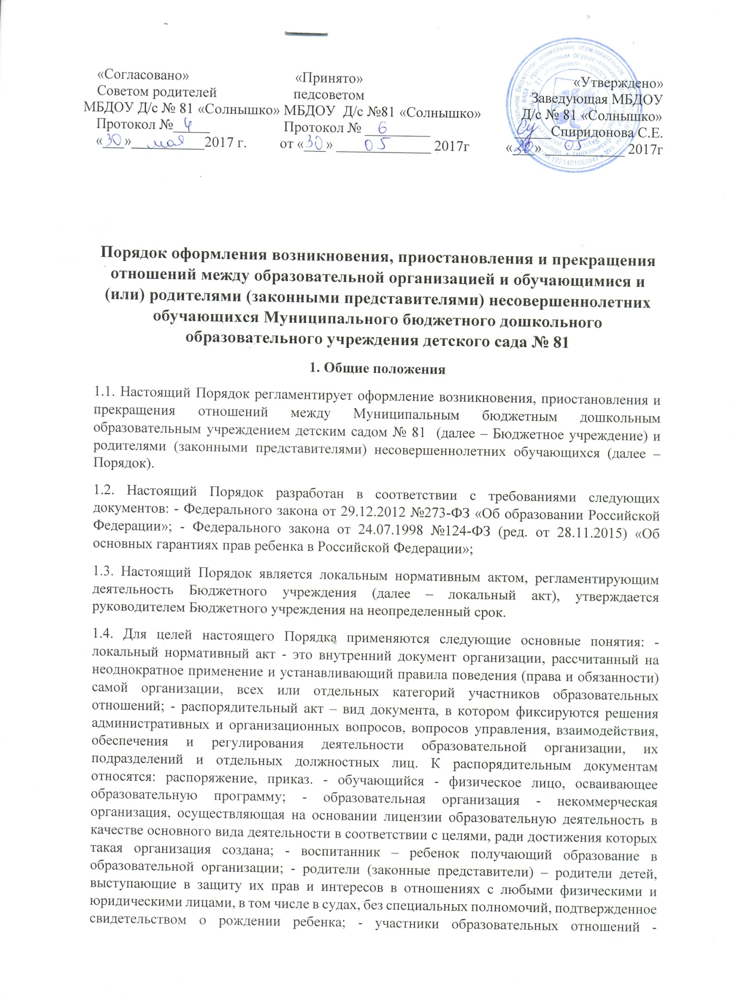 «Согласовано»
Советом родителей
МБДОУ Д/с № 81 «Солнышко»
Протокол № 4
«30» мая 2017 г.
«Принято»
педсоветом
МБДОУ Д/с №81 «Солнышко»
Протокол № 6
от «30» 05 2017г
«Утверждено»
Заведующая МБДОУ
Д/с № 81 «Солнышко»
Спиридонова С.Е.
«30» 05 2017г
1021401065047
Порядок оформления возникновения, приостановления и прекращения
отношений между образовательной организацией и обучающимися и
(или) родителями (законными представителями) несовершеннолетних
обучающихся Муниципального бюджетного дошкольного
образовательного учреждения детского сада № 81
1. Общие положения
1.1. Настоящий Порядок регламентирует оформление возникновения, приостановления и
прекращения отношений между Муниципальным бюджетным дошкольным
образовательным учреждением детским садом № 81 (далее – Бюджетное учреждение) и
родителями (законными представителями) несовершеннолетних обучающихся (далее –
Порядок).
1.2. Настоящий Порядок разработан в соответствии с требованиями следующих
документов: - Федерального закона от 29.12.2012 №273-ФЗ «Об образовании Российской
Федерации»; - Федерального закона от 24.07.1998 №124-ФЗ (ред. от 28.11.2015) «Об
основных гарантиях прав ребенка в Российской Федерации»;
1.3. Настоящий Порядок является локальным нормативным актом, регламентирующим
деятельность Бюджетного учреждения (далее – локальный акт), утверждается
руководителем Бюджетного учреждения на неопределенный срок.
1.4. Для целей настоящего Порядка применяются следующие основные понятия: -
локальный нормативный акт - это внутренний документ организации, рассчитанный на
неоднократное применение и устанавливающий правила поведения (права и обязанности)
самой организации, всех или отдельных категорий участников образовательных
отношений; - распорядительный акт – вид документа, в котором фиксируются решения
административных и организационных вопросов, вопросов управления, взаимодействия,
обеспечения и регулирования деятельности образовательной организации, их
подразделений и отдельных должностных лиц. К распорядительным документам
относятся: распоряжение, приказ. - обучающийся - физическое лицо, осваивающее
образовательную программу; - образовательная организация - некоммерческая
организация, осуществляющая на основании лицензии образовательную деятельность в
качестве основного вида деятельности в соответствии с целями, ради достижения которых
такая организация создана; - воспитанник – ребенок получающий образование в
образовательной организации; - родители (законные представители) – родители детей,
выступающие в защиту их прав и интересов в отношениях с любыми физическими и
юридическими лицами, в том числе в судах, без специальных полномочий, подтвержденное
свидетельством о рождении ребенка; - участники образовательных отношений -